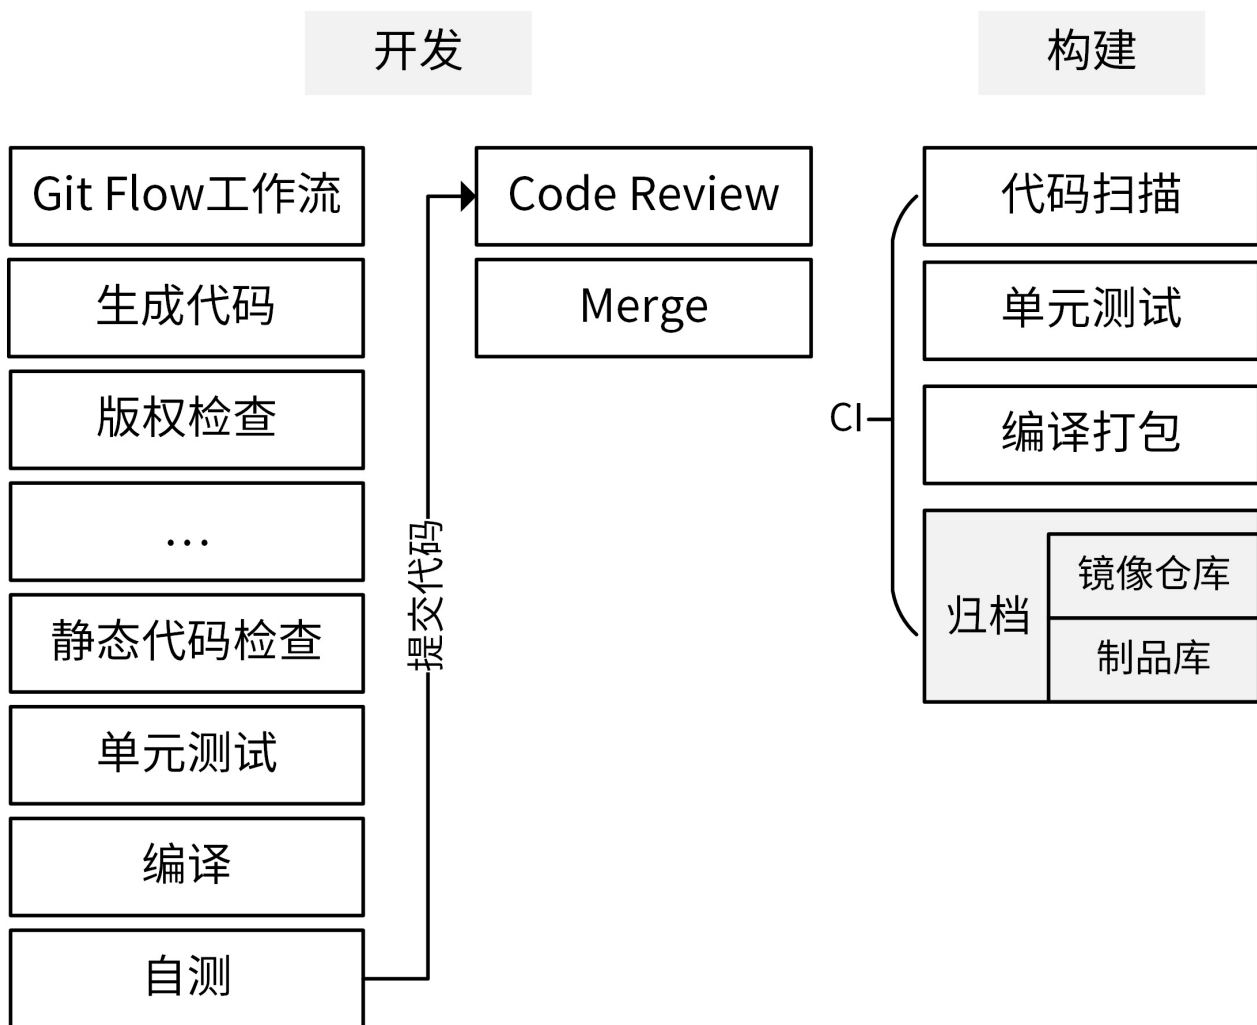 开发
构建
Git Flow工作流
生成代码
版权检查
...
静态代码检查
单元测试
编译
自测
提交代码
Code Review
Merge
CI
代码扫描
单元测试
编译打包
归档
镜像仓库
制品库